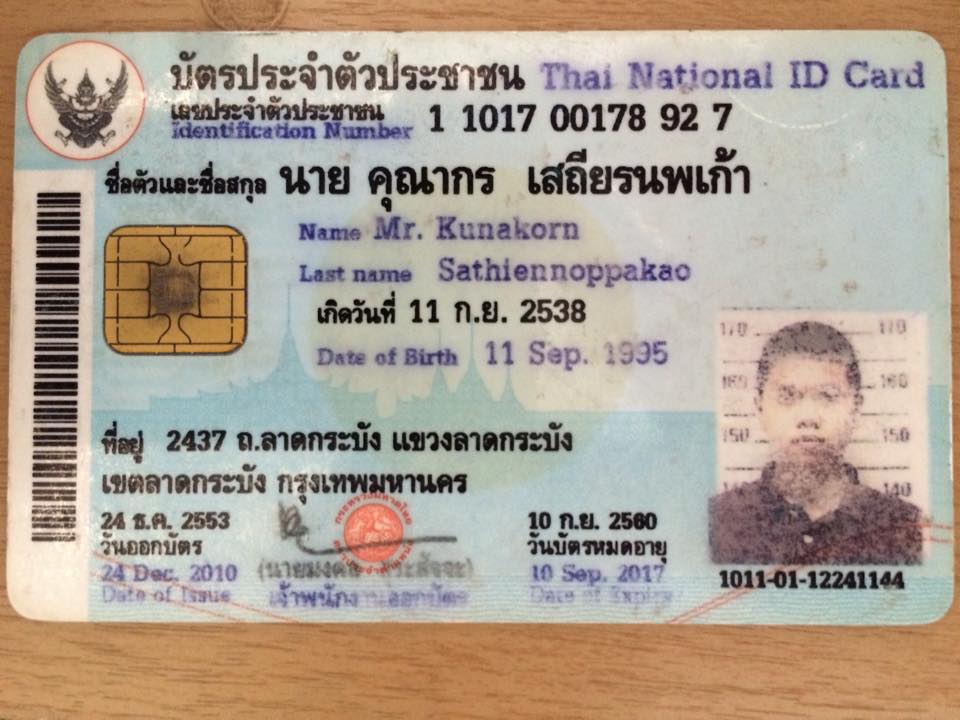 บัตรประจำตัวประชาชน Thai National ID Card
เลขประจำตัวประชาชน
Identification Number 1 1017 00178 92 7
ชื่อตัวและชื่อสกุล นาย คุณากร เสถียรนพเก้า
Name Mr. Kunakorn
Last name Sathiennoppakao
เกิดวันที่ 11 ก.ย. 2538
Date of Birth 11 Sep. 1995
170 170
160 160
150 150
140
ที่อยู่ 2437 ถ.ลาดกระบัง แขวงลาดกระบัง
เขตลาดกระบัง กรุงเทพมหานคร
24 ธ.ค. 2553
วันออกบัตร
24 Dec. 2010
Date of Issue
เจ้าพนักงานออกบัตร
10 ก.ย. 2560
วันบัตรหมดอายุ
10 Sep. 2017
Date of Expiry
1011-01-12241144